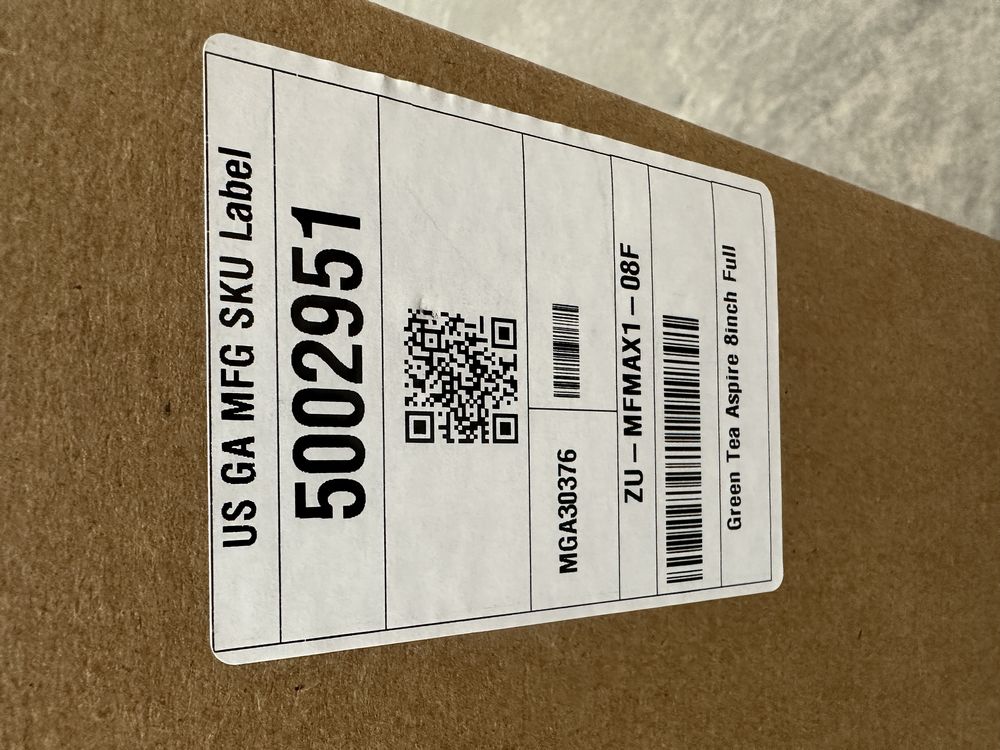 US GA MFG SKU Label
5002951
MGA30376
ZU – MFMAX1 – 08F
Green Tea Aspire 8inch Full